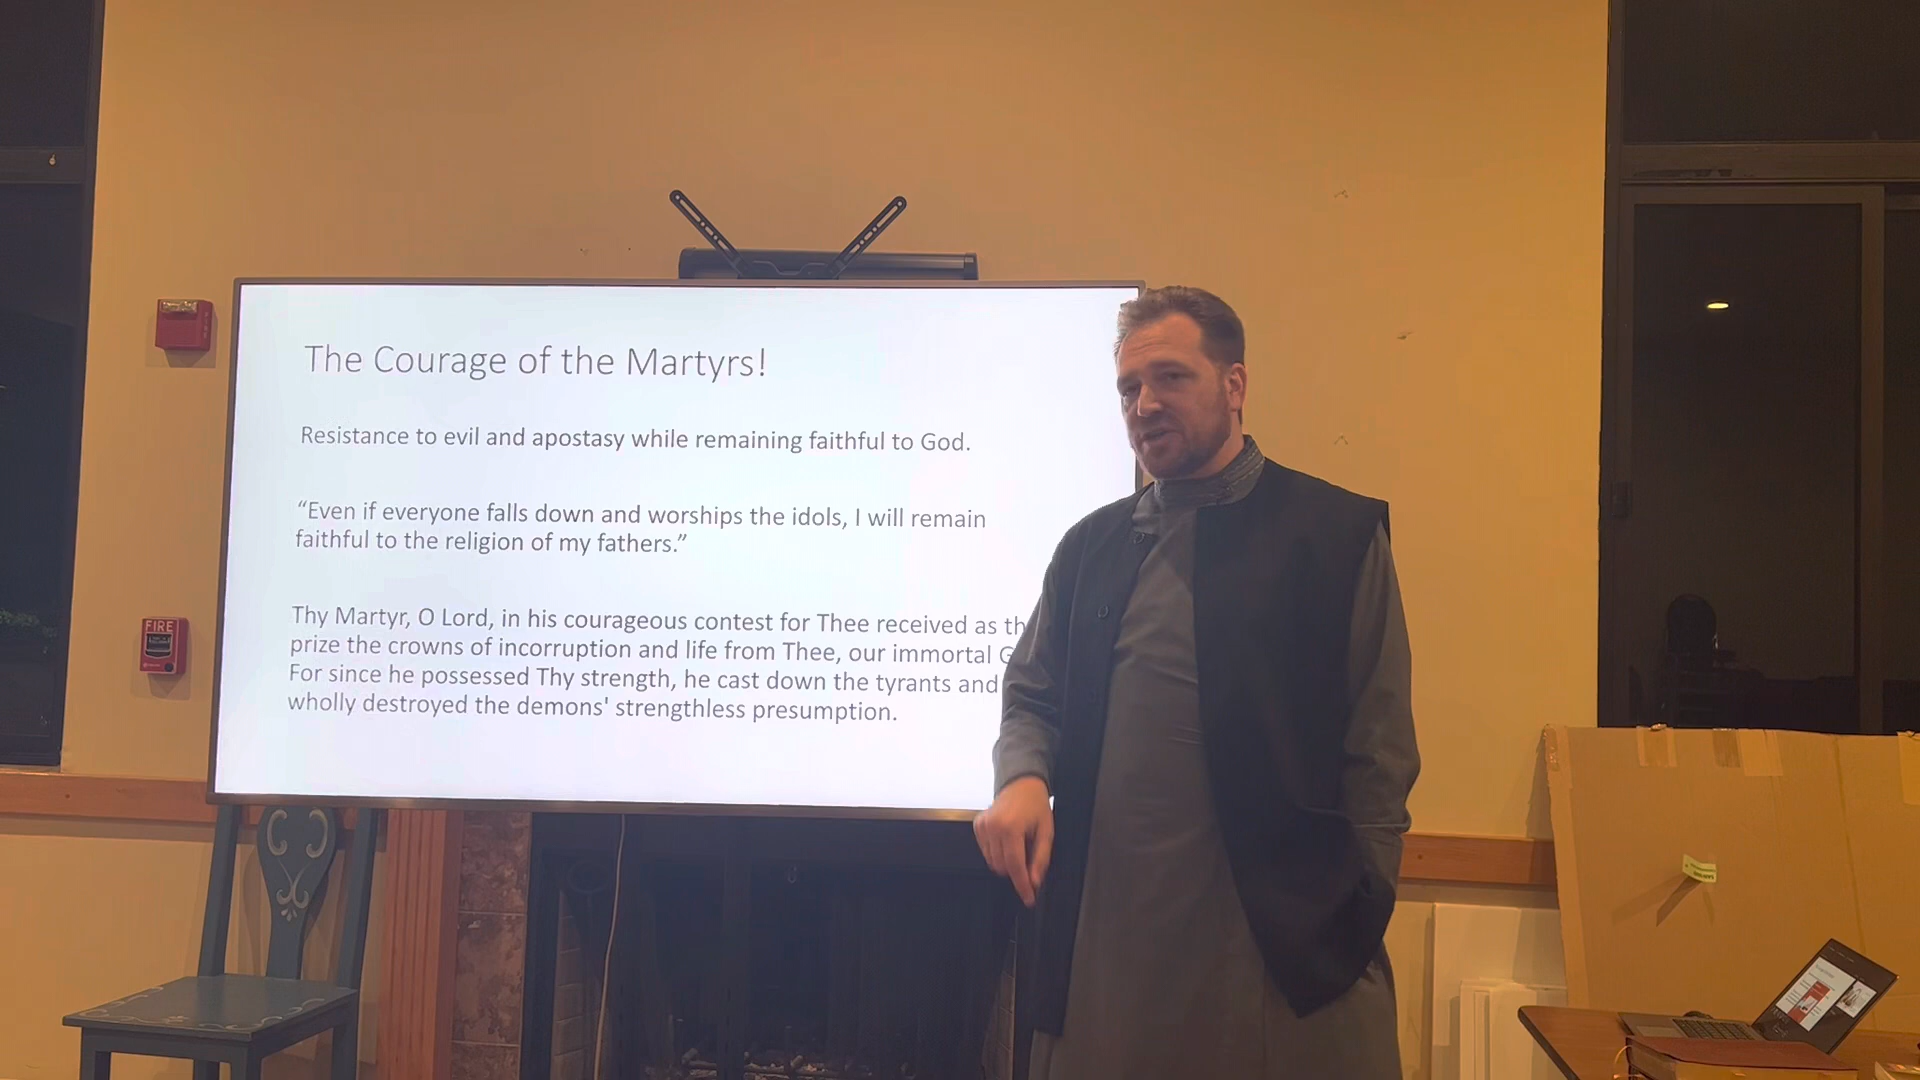 The Courage of the Martyrs!
Resistance to evil and apostasy while remaining faithful to God.
“Even if everyone falls down and worships the idols, I will remain
faithful to the religion of my fathers.”
Thy Martyr, O Lord, in his courageous contest for Thee received as
prize the crowns of incorruption and life from Thee, our immortal
For since he possessed Thy strength, he cast down the tyrants and
wholly destroyed the demons' strengthless presumption.
FIRE